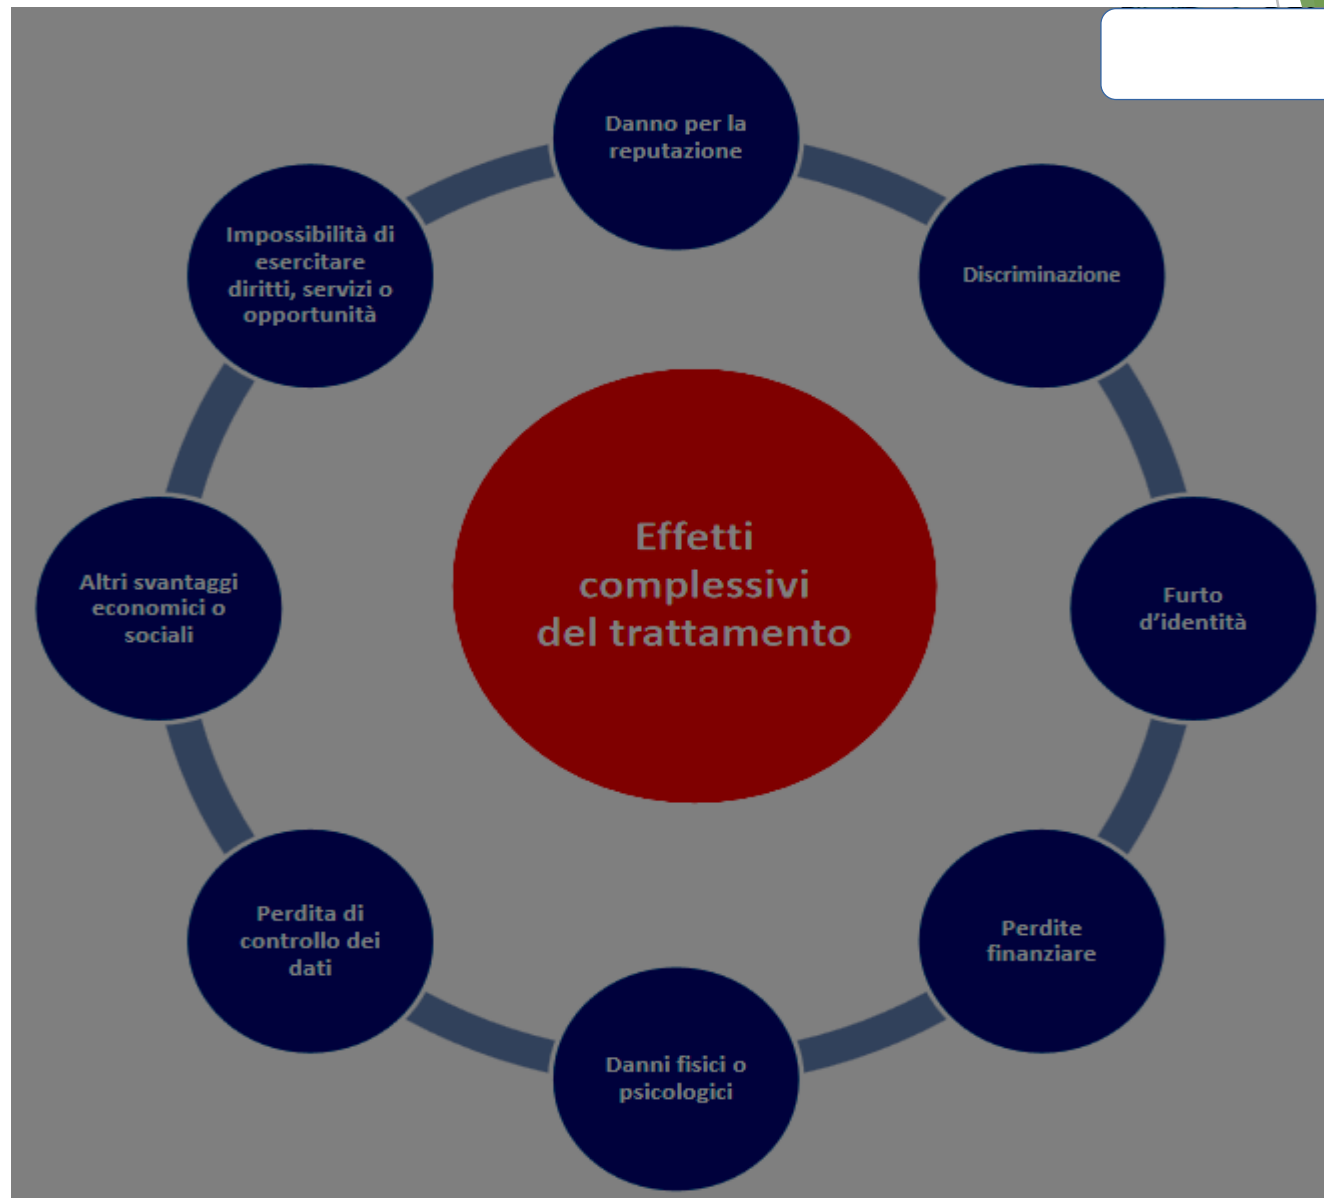 Danno per la
reputazione
Discriminazione
Furto
d’identità
Perdite
finanziare
Danni fisici o
psicologici
Perdita di
controllo dei
dati
Altri svantaggi
economici o
sociali
Impossibilità di
esercitare
diritti, servizi o
opportunità
Effetti
complessivi
del trattamento